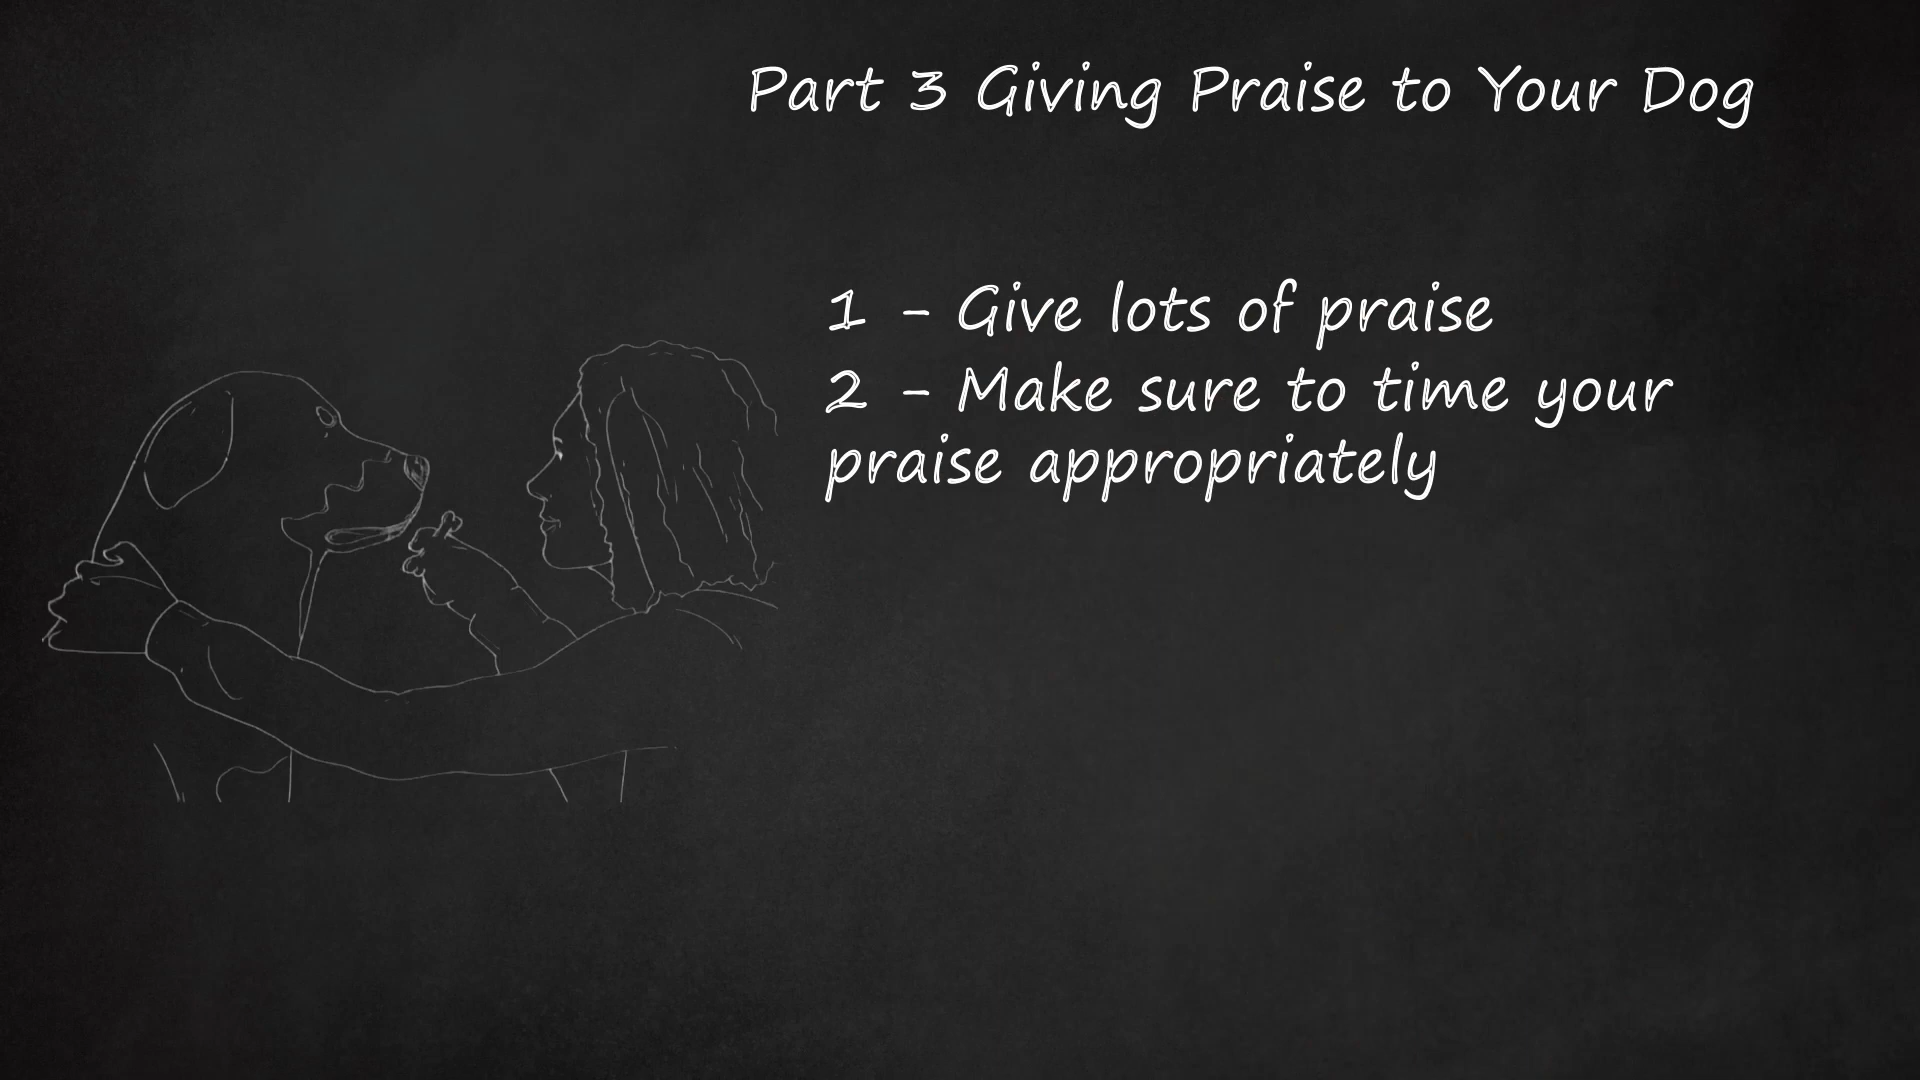 Part 3 Giving Praise to Your Dog
1 - Give lots of praise
2 - Make sure to time your
praise appropriately